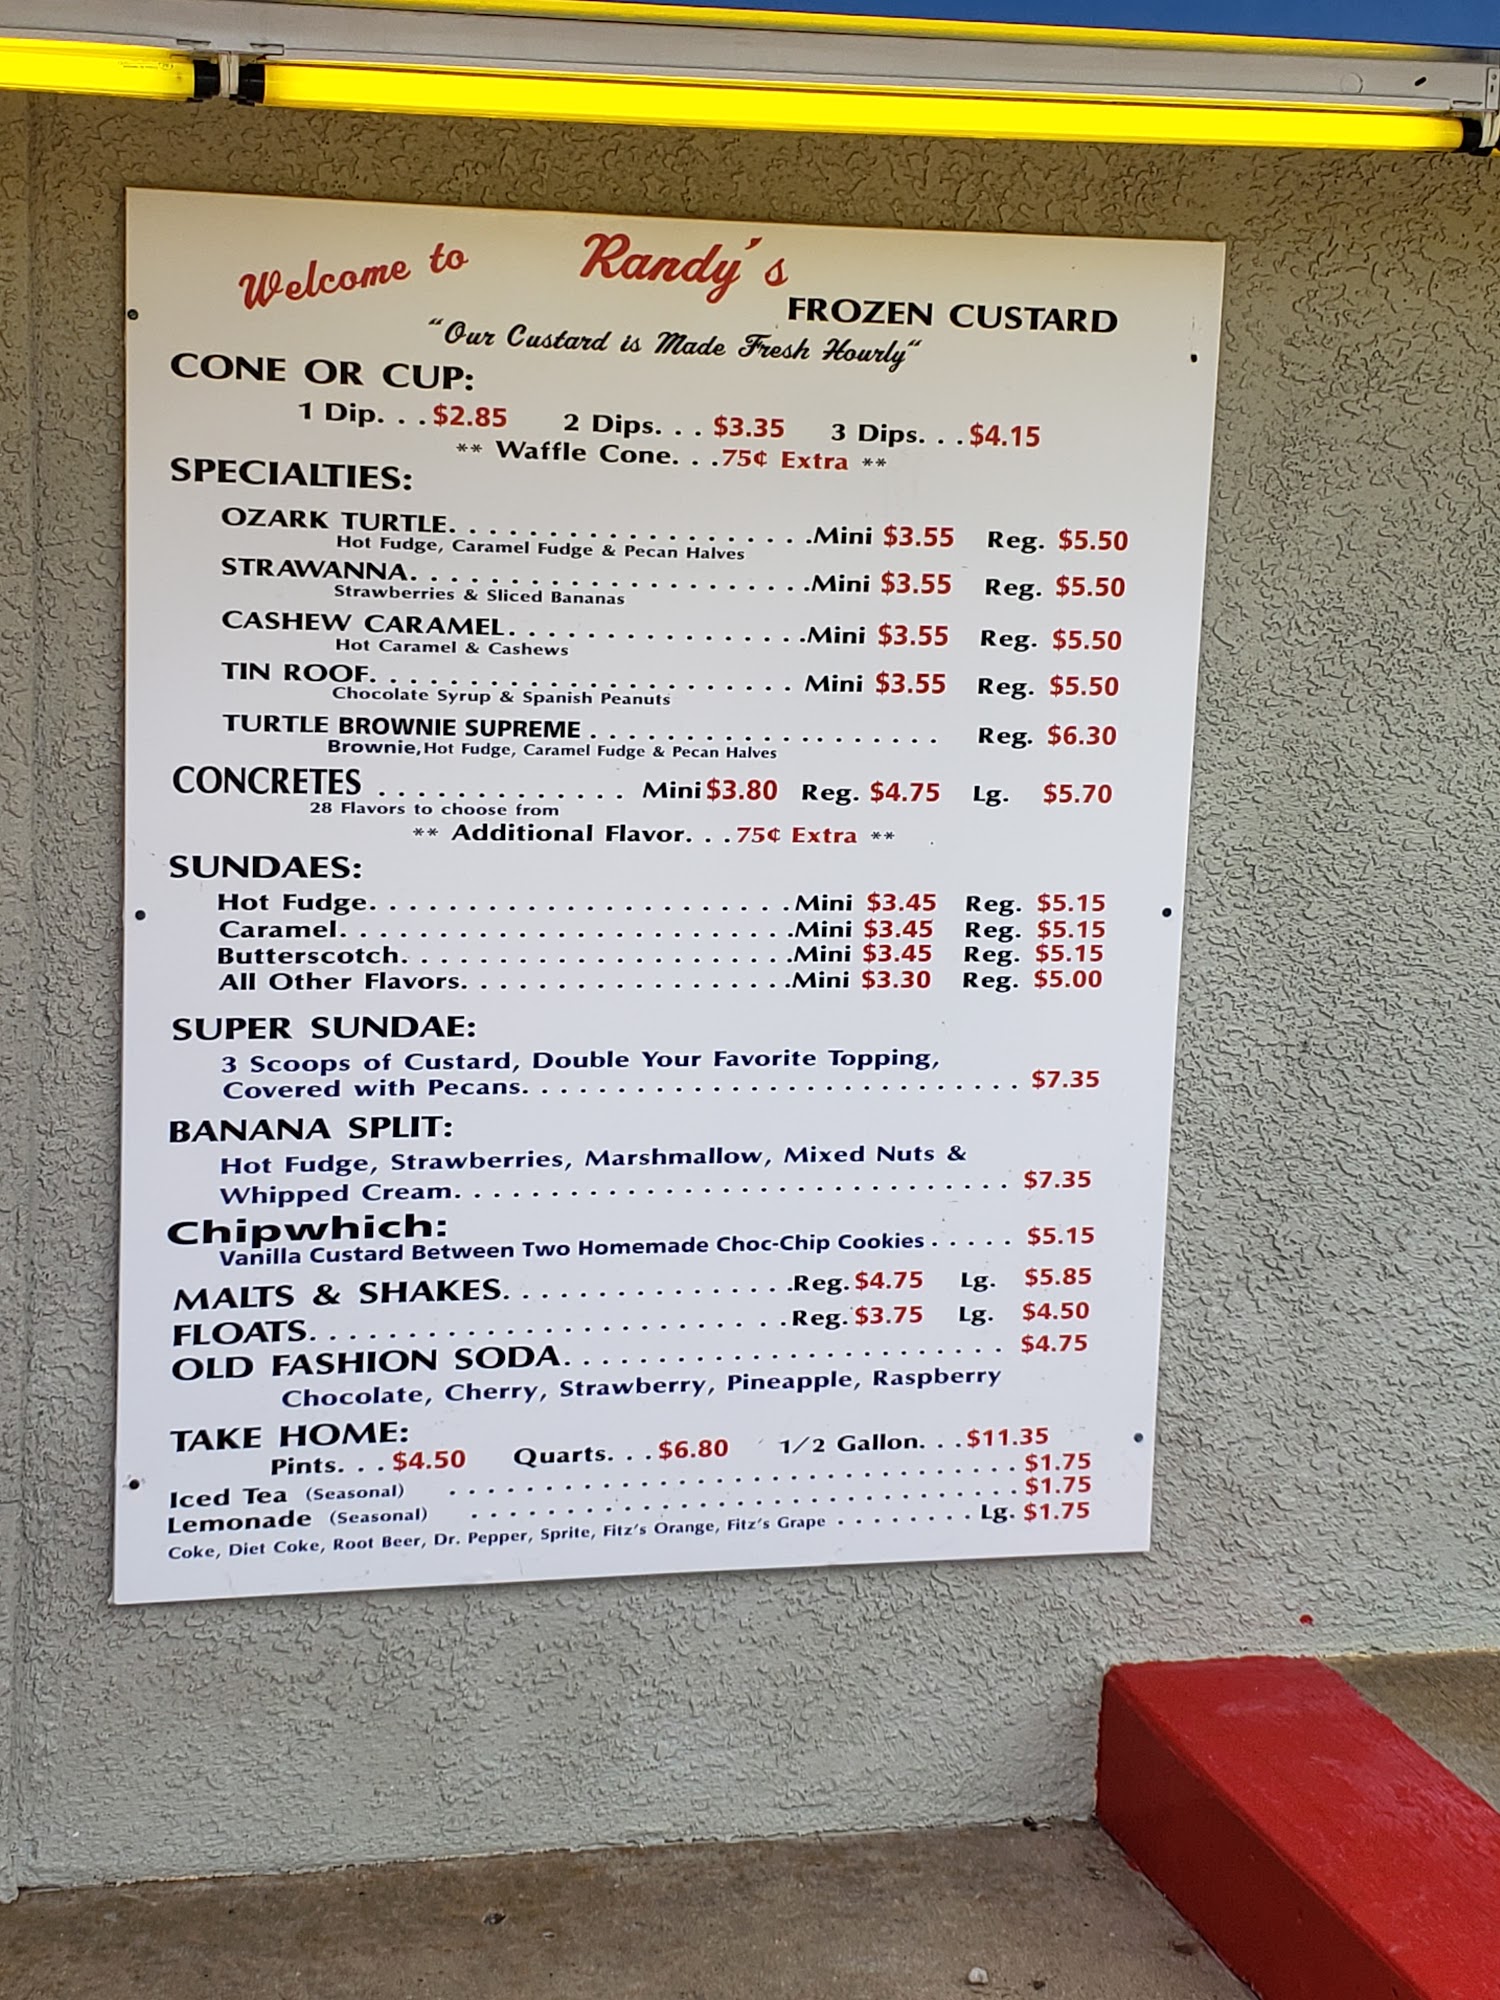 Welcome to Randy's
FROZEN CUSTARD
"Our Custard is Made Fresh Hourly"
CONE OR CUP:
1 Dip. . . $2.85 2 Dips. . . $3.35 3 Dips. . . $4.15
** Waffle Cone. . .75¢ Extra **
SPECIALTIES:
OZARK TURTLE. . . . . . . . . . . . . . . . . . .Mini $3.55 Reg. $5.50
Hot Fudge, Caramel Fudge & Pecan Halves
STRAWANNA. . . . . . . . . . . . . . . . . . . . .Mini $3.55 Reg. $5.50
Strawberries & Sliced Bananas
CASHEW CARAMEL. . . . . . . . . . . . . . . .Mini $3.55 Reg. $5.50
Hot Caramel & Cashews
TIN ROOF. . . . . . . . . . . . . . . . . . . . . . Mini $3.55 Reg. $5.50
Chocolate Syrup & Spanish Peanuts
TURTLE BROWNIE SUPREME . . . . . . . . . . . . . . . . . . Reg. $6.30
Brownie, Hot Fudge, Caramel Fudge & Pecan Halves
CONCRETES . . . . . . . . . . . . . Mini $3.80 Reg. $4.75 Lg. $5.70
28 Flavors to choose from
** Additional Flavor. . .75¢ Extra **
SUNDAES:
Hot Fudge. . . . . . . . . . . . . . . . . . . . . . .Mini $3.45 Reg. $5.15
Caramel. . . . . . . . . . . . . . . . . . . . . . . . .Mini $3.45 Reg. $5.15
Butterscotch. . . . . . . . . . . . . . . . . . . . .Mini $3.45 Reg. $5.15
All Other Flavors. . . . . . . . . . . . . . . . . .Mini $3.30 Reg. $5.00
SUPER SUNDAE:
3 Scoops of Custard, Double Your Favorite Topping,
Covered with Pecans. . . . . . . . . . . . . . . . . . . . . . . . . . . $7.35
BANANA SPLIT:
Hot Fudge, Strawberries, Marshmallow, Mixed Nuts &
Whipped Cream. . . . . . . . . . . . . . . . . . . . . . . . . . . . . . $7.35
Chipwhich:
Vanilla Custard Between Two Homemade Choc-Chip Cookies . . . . . $5.15
MALTS & SHAKES. . . . . . . . . . . . . . . .Reg. $4.75 Lg. $5.85
FLOATS. . . . . . . . . . . . . . . . . . . . . . . . .Reg. $3.75 Lg. $4.50
OLD FASHION SODA. . . . . . . . . . . . . . . . . . . . . . . . $4.75
Chocolate, Cherry, Strawberry, Pineapple, Raspberry
TAKE HOME:
Pints. . . $4.50 Quarts. . . $6.80 1/2 Gallon. . . $11.35
Iced Tea (Seasonal) . . . . . . . . . . . . . . . . . . . . . . . . . . . . . . $1.75
Lemonade (Seasonal) . . . . . . . . . . . . . . . . . . . . . . . . . . . . . $1.75
Coke, Diet Coke, Root Beer, Dr. Pepper, Sprite, Fitz's Orange, Fitz's Grape . . . . . . . . Lg. $1.75